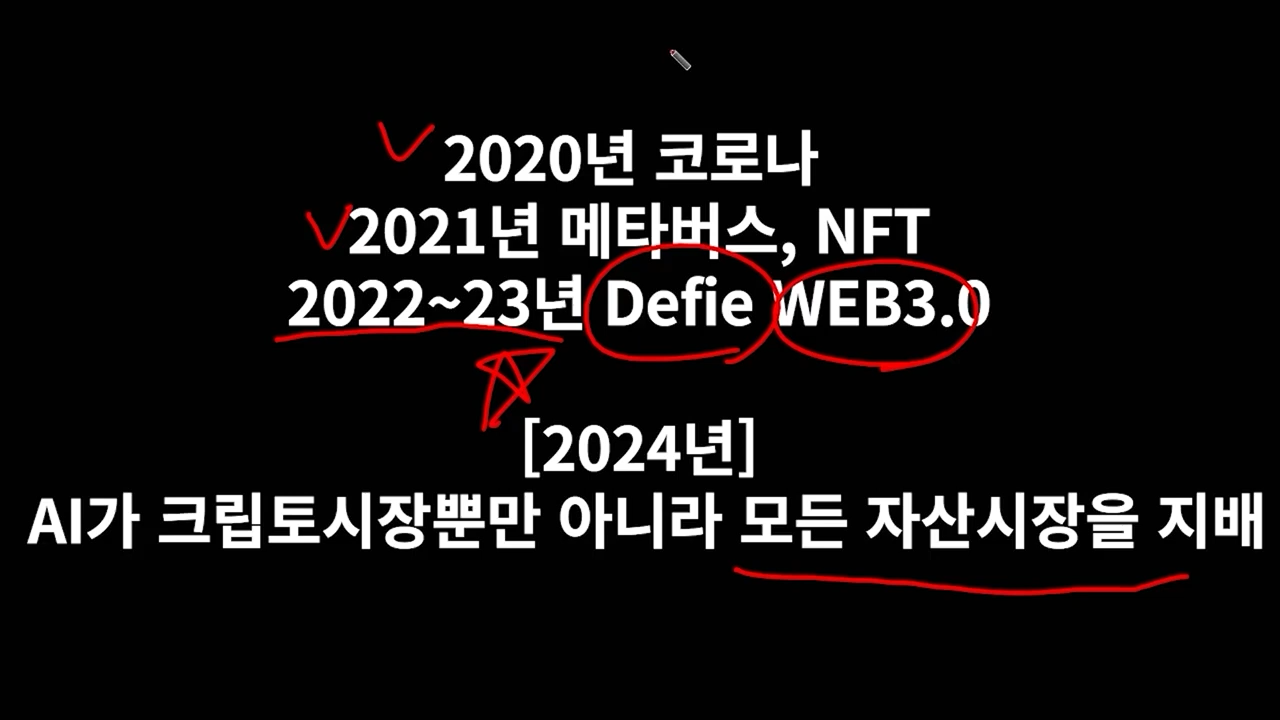 2020년 코로나
2021년 메타버스, NFT
2022~23년 Defie WEB3.0
[2024년]
AI가 크립토시장뿐만 아니라 모든 자산시장을 지배